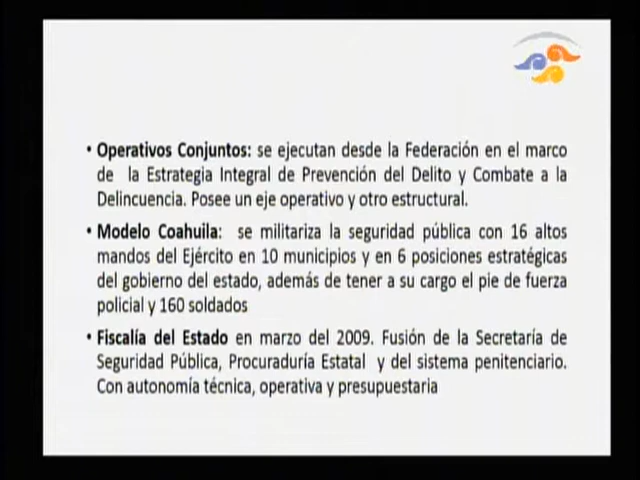 • Operativos Conjuntos: se ejecutan desde la Federación en el marco
de la Estrategia Integral de Prevención del Delito y Combate a la
Delincuencia. Posee un eje operativo y otro estructural.
• Modelo Coahuila: se militariza la seguridad pública con 16 altos
mandos del Ejército en 10 municipios y en 6 posiciones estratégicas
del gobierno del estado, además de tener a su cargo el pie de fuerza
policial y 160 soldados
• Fiscalía del Estado en marzo del 2009. Fusión de la Secretaría de
Seguridad Pública, Procuraduría Estatal y del sistema penitenciario.
Con autonomía técnica, operativa y presupuestaria